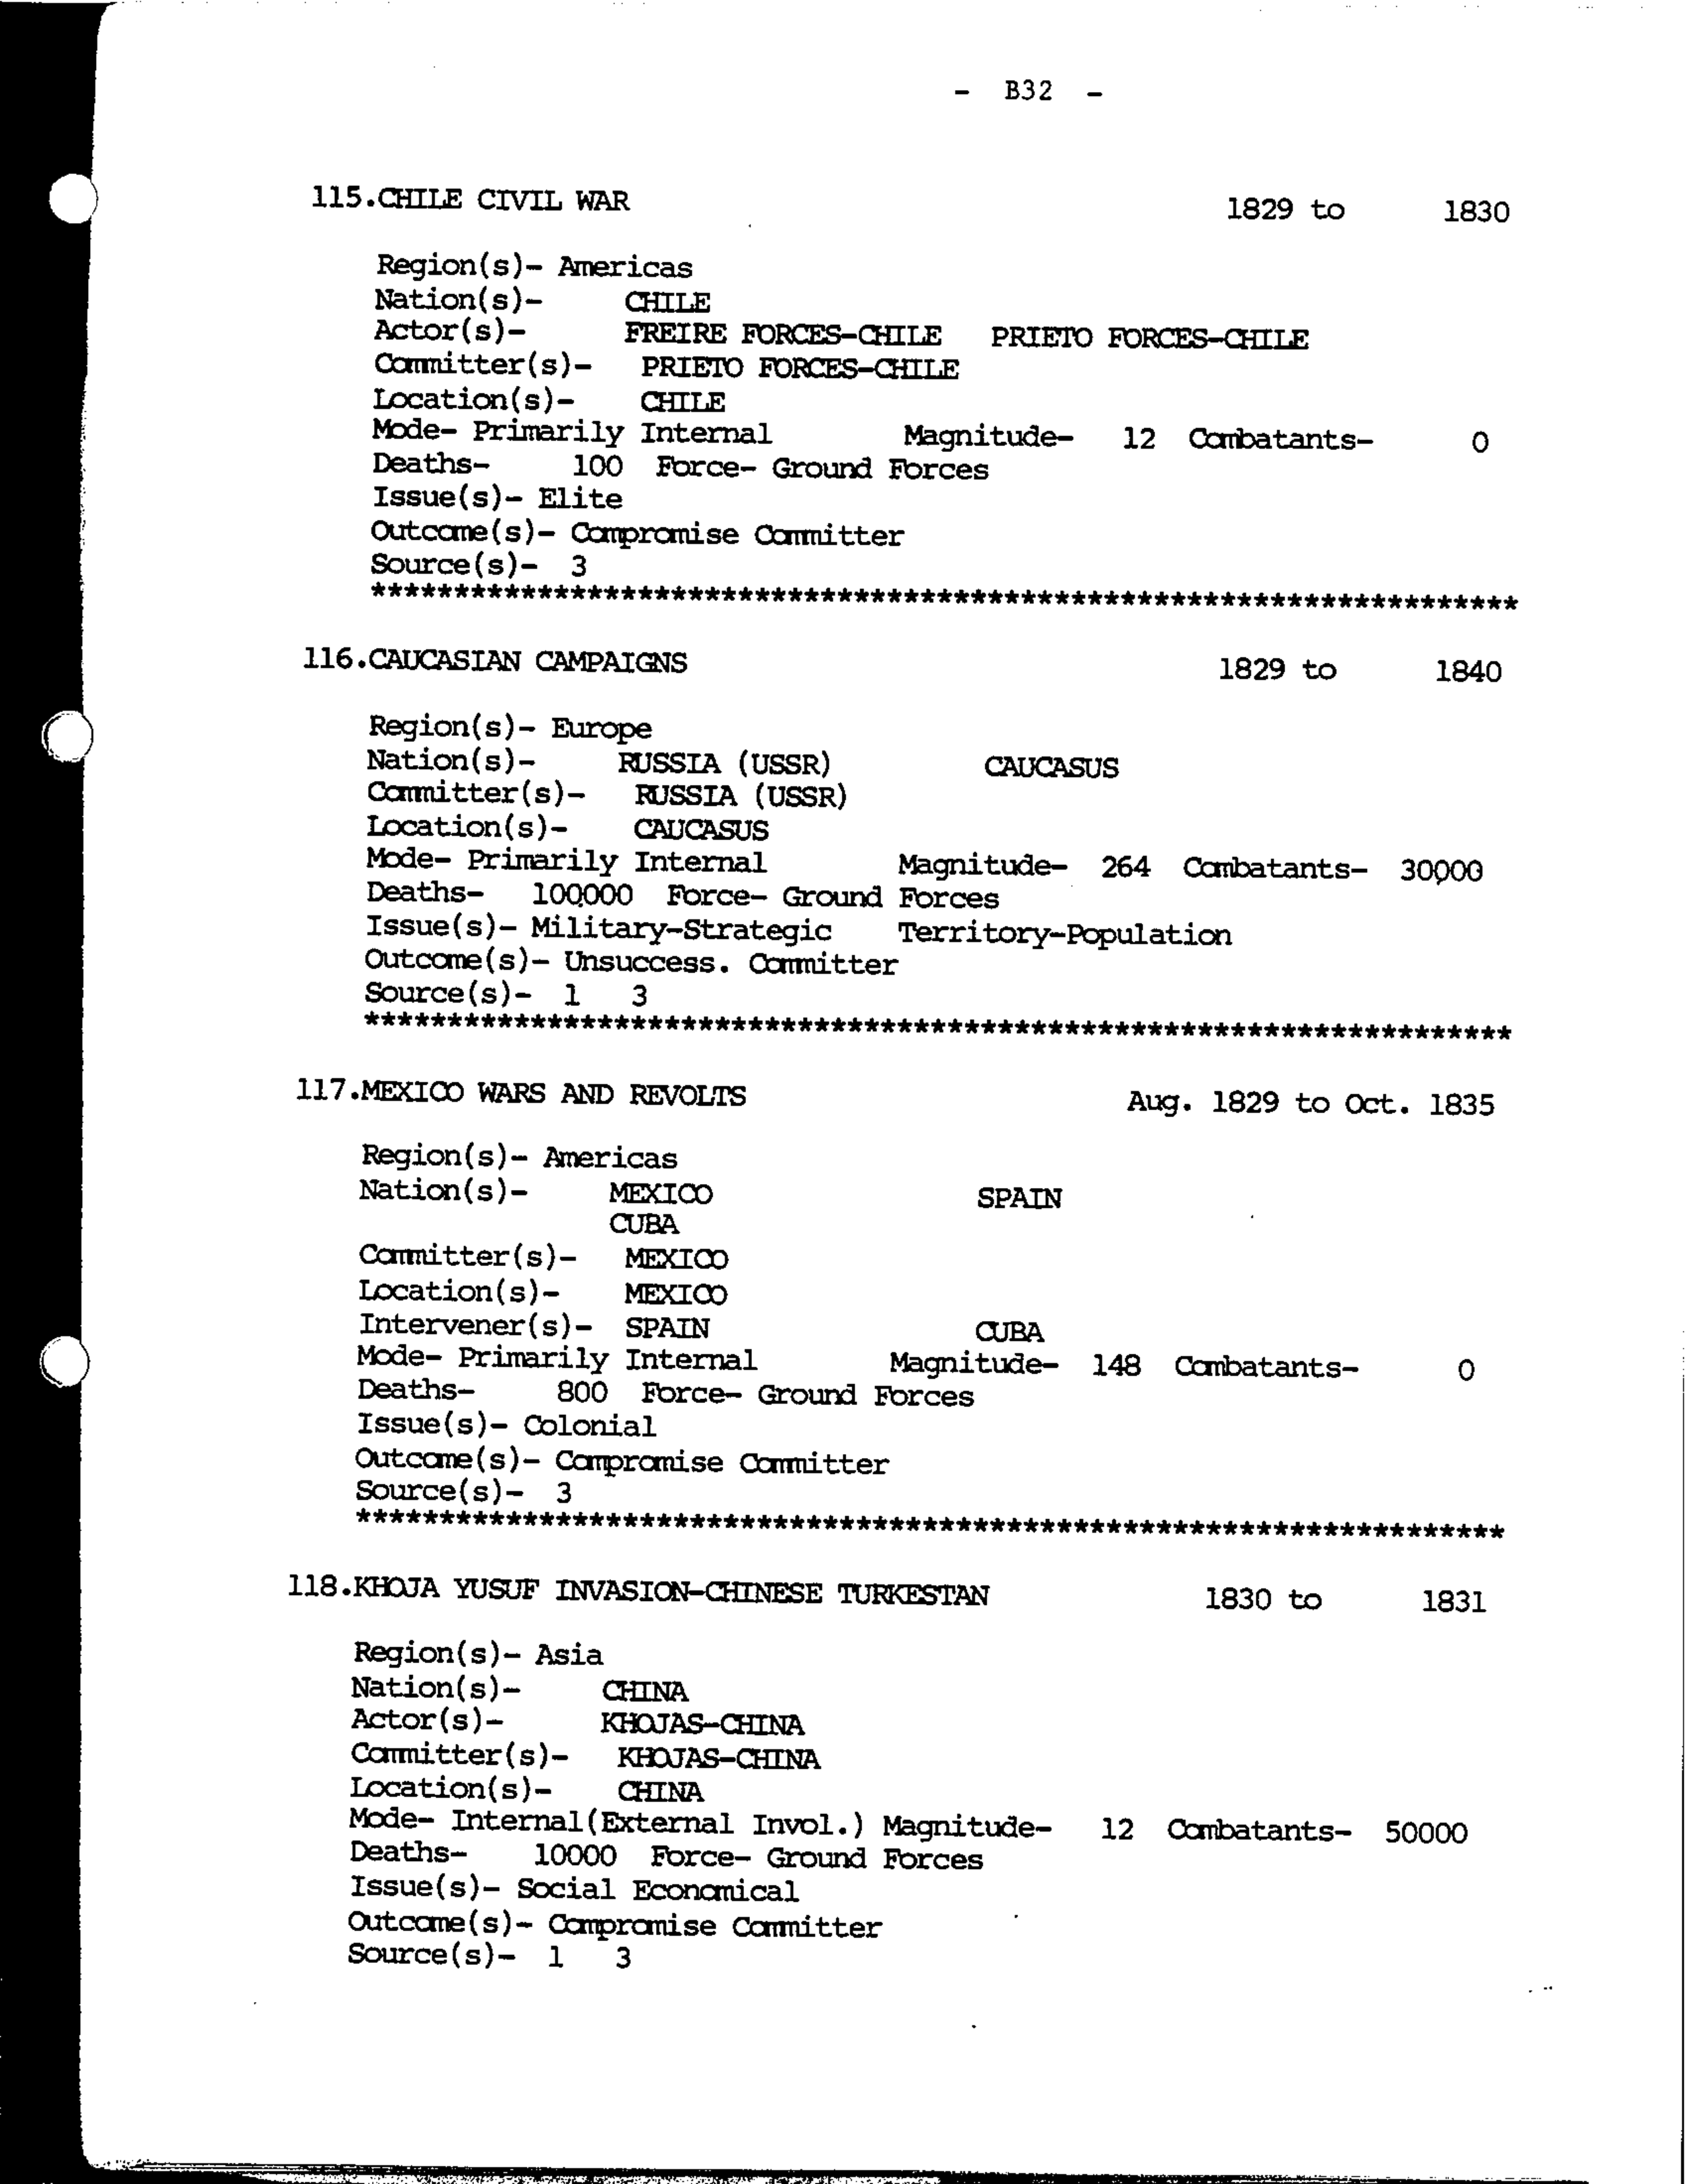 - B32 -
115.CHILE CIVIL WAR 1829 to 1830
Region(s)- Americas
Nation(s)- CHILE
Actor(s)- FREIRE FORCES-CHILE PRIETO FORCES-CHILE
Committer(s)- PRIETO FORCES-CHILE
Location(s)- CHILE
Mode- Primarily Internal Magnitude- 12 Combatants- 0
Deaths- 100 Force- Ground Forces
Issue(s)- Elite
Outcome(s)- Compromise Committer
Source(s)- 3
*********************************************************************
116.CAUCASIAN CAMPAIGNS 1829 to 1840
Region(s)- Europe
Nation(s)- RUSSIA (USSR) CAUCASUS
Committer(s)- RUSSIA (USSR)
Location(s)- CAUCASUS
Mode- Primarily Internal Magnitude- 264 Combatants- 30000
Deaths- 100000 Force- Ground Forces
Issue(s)- Military-Strategic Territory-Population
Outcome(s)- Unsuccess. Committer
Source(s)- 1 3
*********************************************************************
117.MEXICO WARS AND REVOLTS Aug. 1829 to Oct. 1835
Region(s)- Americas
Nation(s)- MEXICO SPAIN
CUBA
Committer(s)- MEXICO
Location(s)- MEXICO
Intervener(s)- SPAIN CUBA
Mode- Primarily Internal Magnitude- 148 Combatants- 0
Deaths- 800 Force- Ground Forces
Issue(s)- Colonial
Outcome(s)- Compromise Committer
Source(s)- 3
*********************************************************************
118.KHOJA YUSUF INVASION-CHINESE TURKESTAN 1830 to 1831
Region(s)- Asia
Nation(s)- CHINA
Actor(s)- KHOJAS-CHINA
Committer(s)- KHOJAS-CHINA
Location(s)- CHINA
Mode- Internal(External Invol.) Magnitude- 12 Combatants- 50000
Deaths- 10000 Force- Ground Forces
Issue(s)- Social Economical
Outcome(s)- Compromise Committer
Source(s)- 1 3